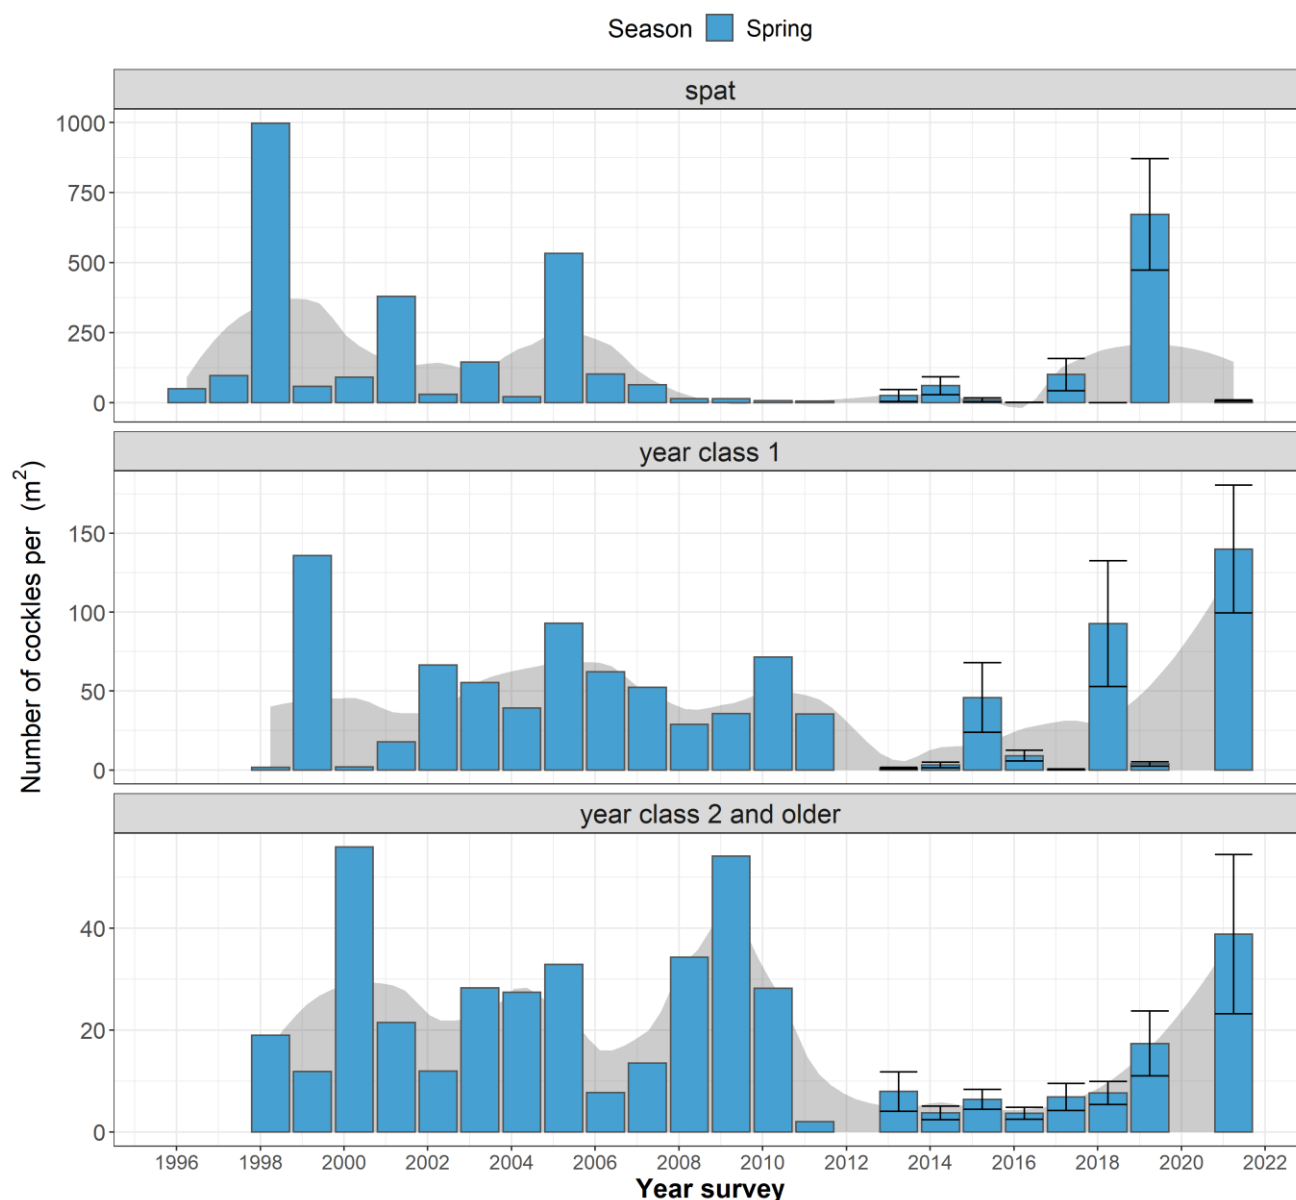 Season Spring
spat
1000
750
500
250
0
year class 1
150
100
50
0
year class 2 and older
40
20
0
Number of cockles per (m²)
1996 1998 2000 2002 2004 2006 2008 2010 2012 2014 2016 2018 2020 2022
Year survey